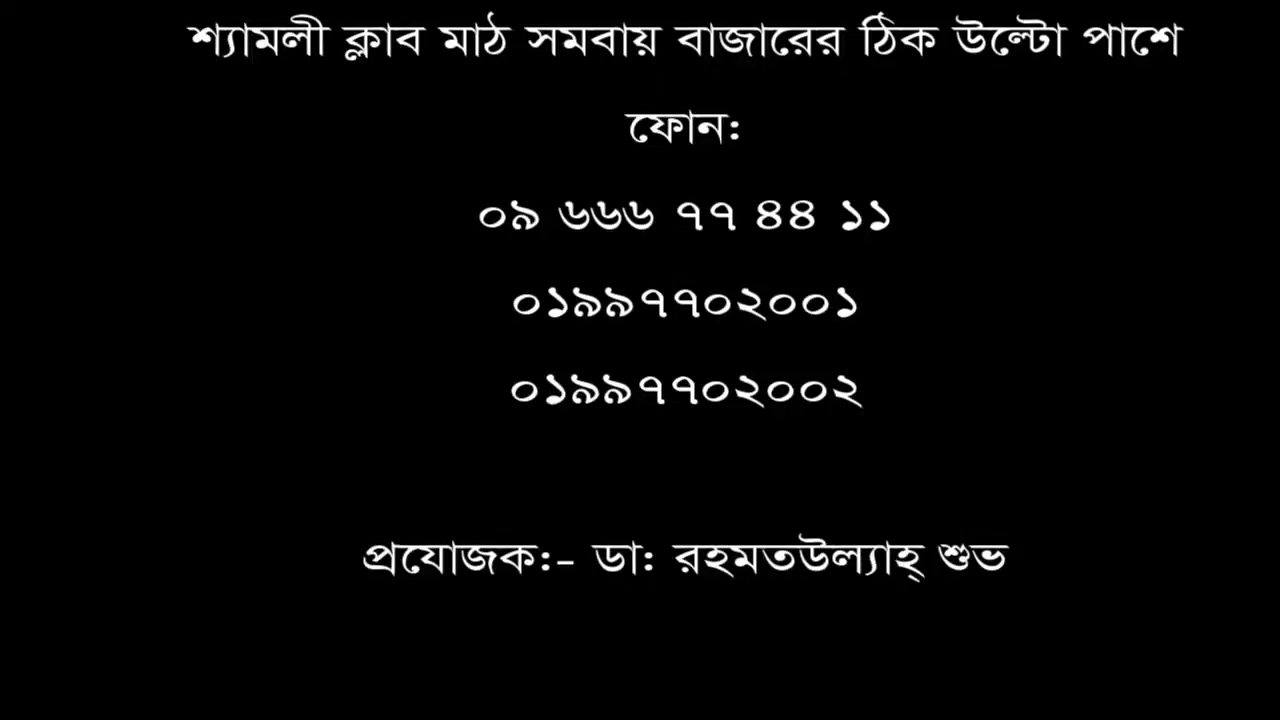 শ্যামলী ক্লাব মাঠ সমবায় বাজারের ঠিক উল্টো পাশে
ফোন:
০৯ ৬৬৬ ৭৭ ৪৪ ১১
০১৯৯৭৭০২০০১
০১৯৯৭৭০২০০২
প্রযোজক:- ডা: রহমতউল্যাহ্ শুভ